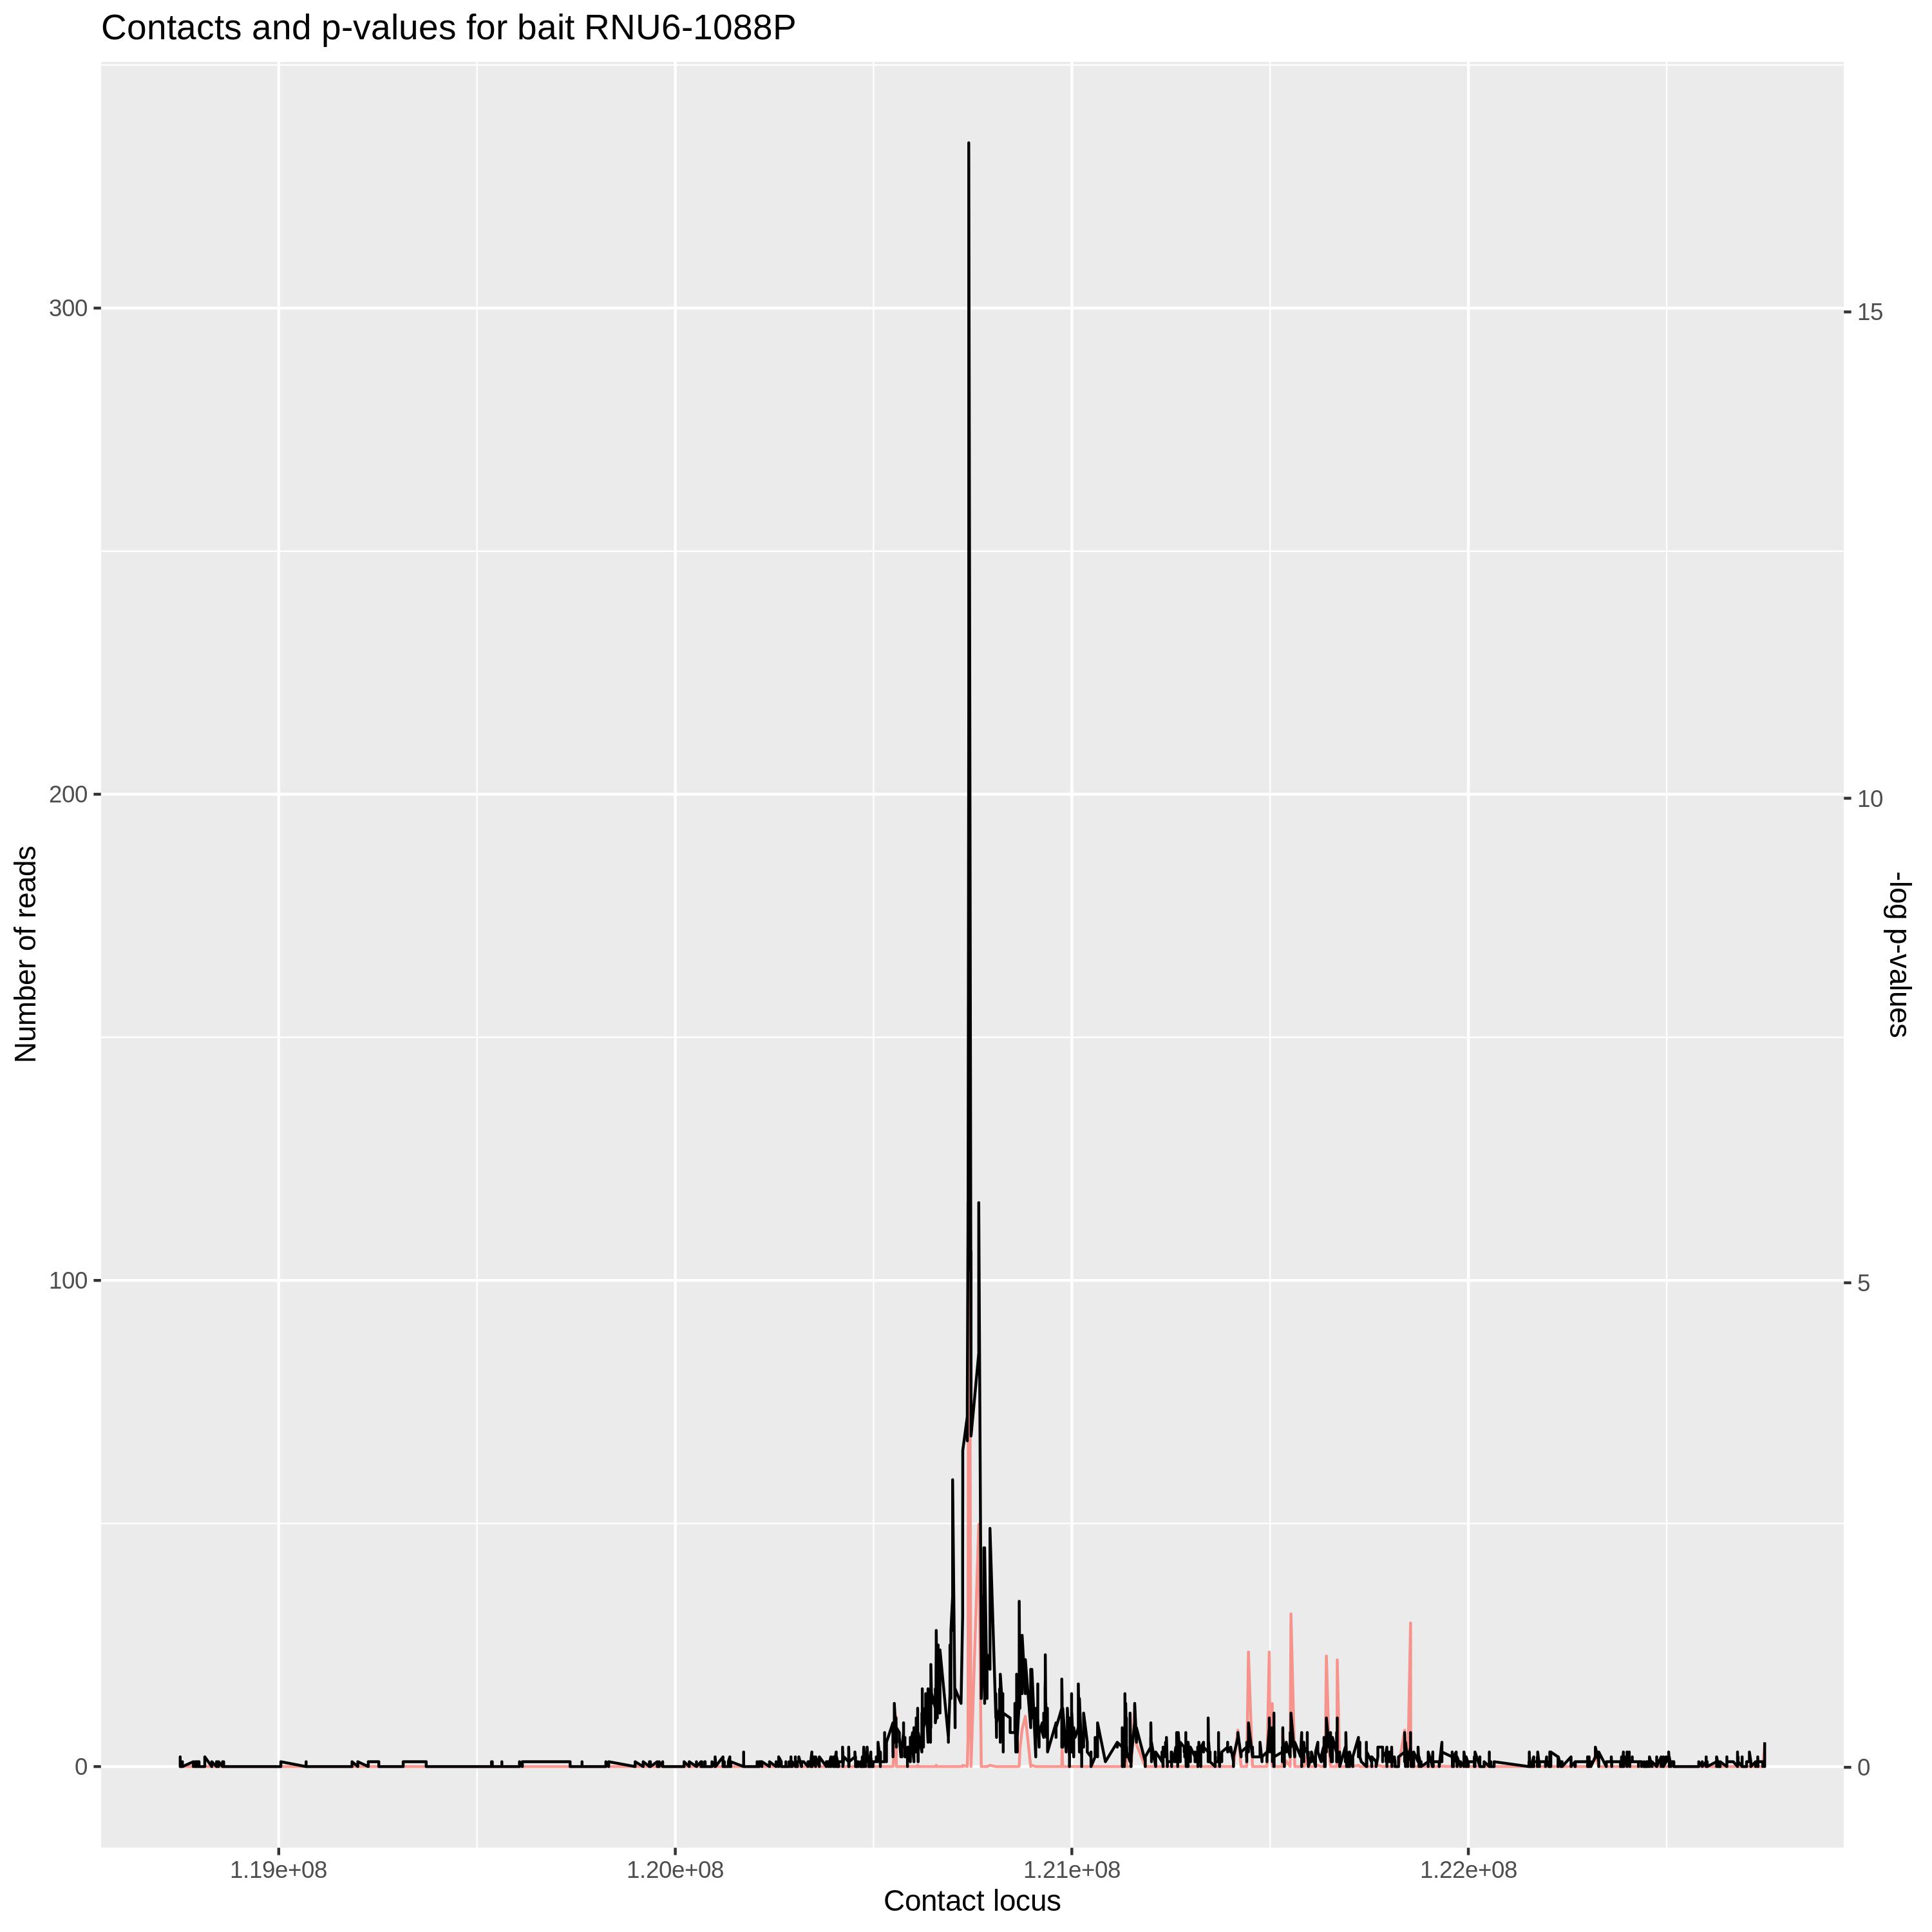 Contacts and p-values for bait RNU6-1088P
300
200
100
0
Number of reads
15
10
5
0
-log p-values
1.19e+08
1.20e+08
1.21e+08
1.22e+08
Contact locus